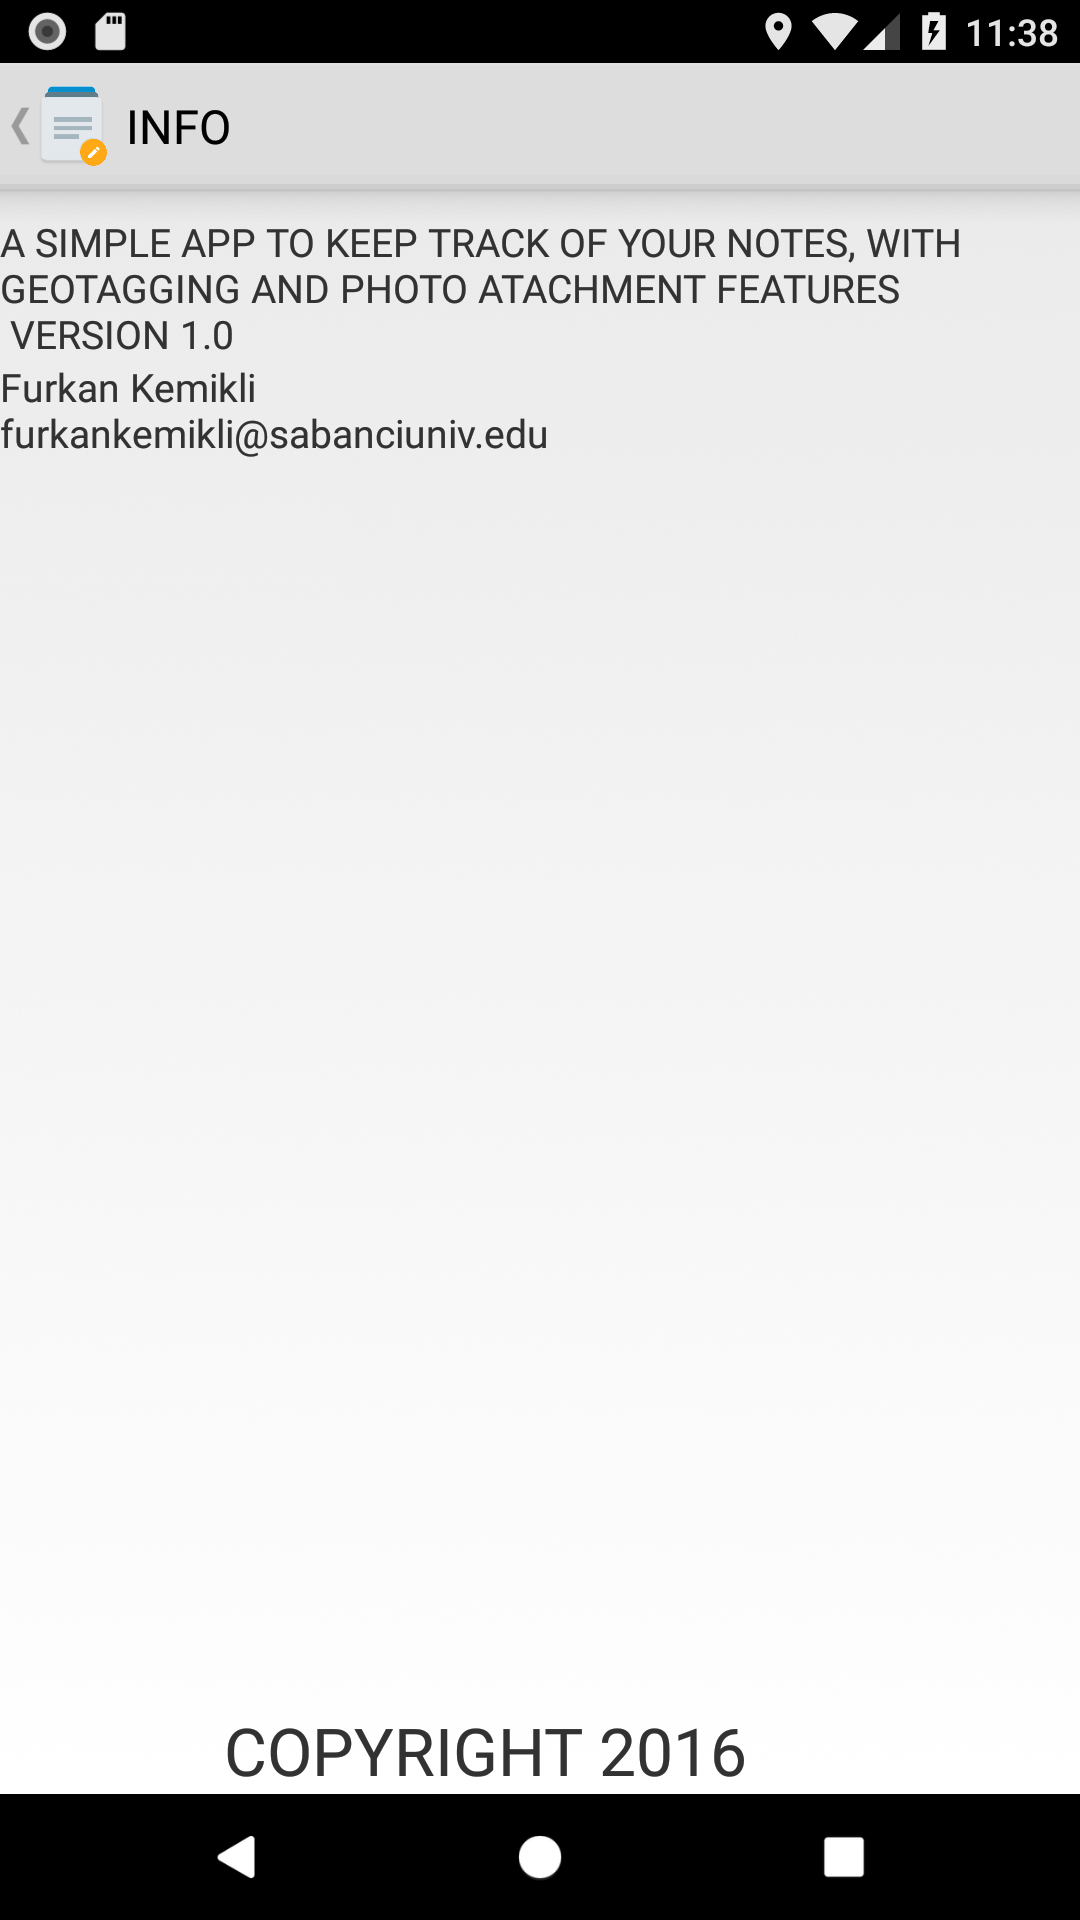 11:38
INFO
A SIMPLE APP TO KEEP TRACK OF YOUR NOTES, WITH
GEOTAGGING AND PHOTO ATACHMENT FEATURES
VERSION 1.0
Furkan Kemikli
furkankemikli@sabanciuniv.edu
COPYRIGHT 2016